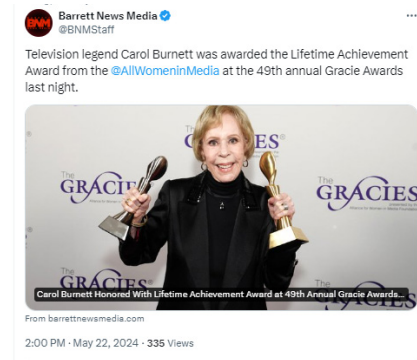 BNM
Barrett News Media
@BNMStaff
Television legend Carol Burnett was awarded the Lifetime Achievement
Award from the @AllWomeninMedia at the 49th annual Gracie Awards
last night.
The
GRACIES
The
GRACIES
The
GRACIES
The
GRACIES
Carol Burnett Honored With Lifetime Achievement Award at 49th Annual Gracie Awards...
From barrettnewsmedia.com
2:00 PM · May 22, 2024 · 335 Views